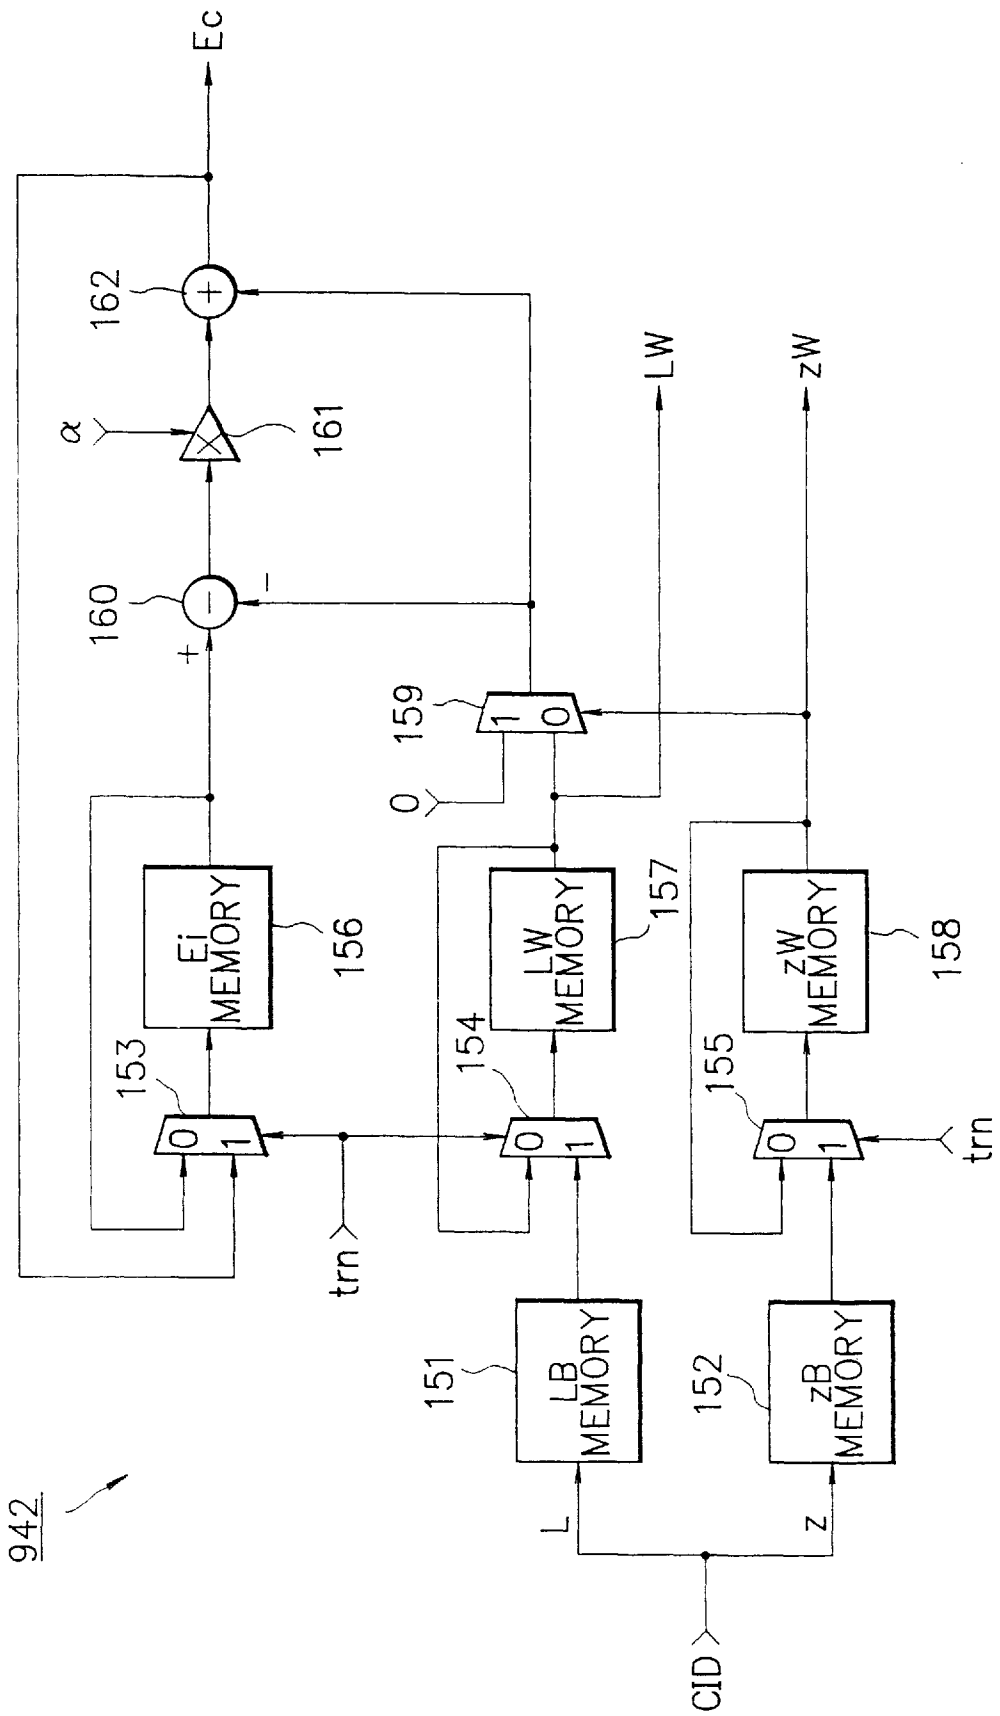 942
CID
L
z
LB
MEMORY
151
zB
MEMORY
152
trn
0
1
153
0
1
154
0
1
155
trn
Ei
MEMORY
156
LW
MEMORY
157
zW
MEMORY
158
0
1
0
159
+
-
-
160
α
X
161
+
162
Ec
LW
zW